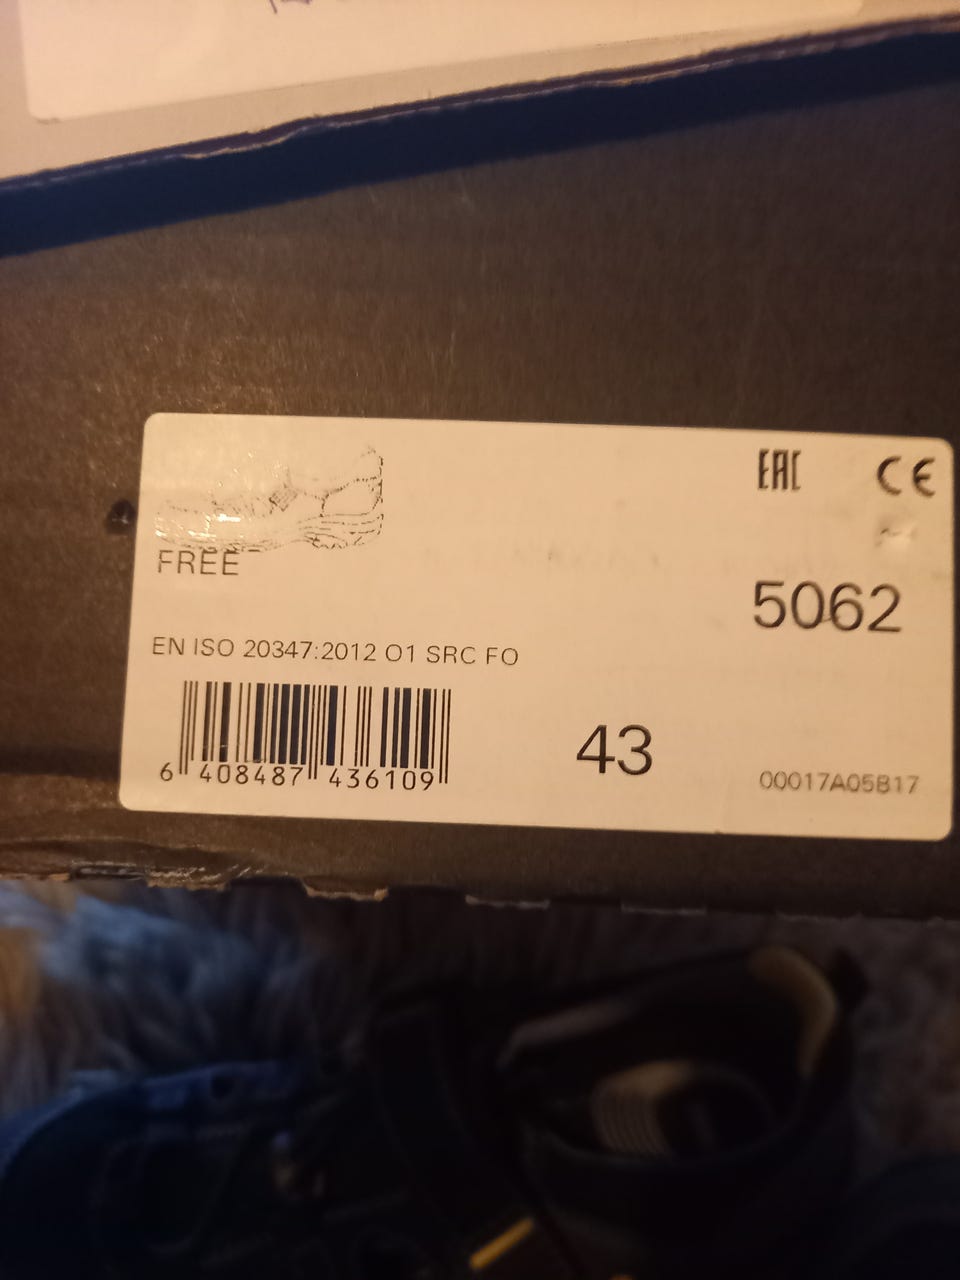 EAC CE
FREE
5062
EN ISO 20347:2012 O1 SRC FO
43
6 408487 436109
00017A05B17